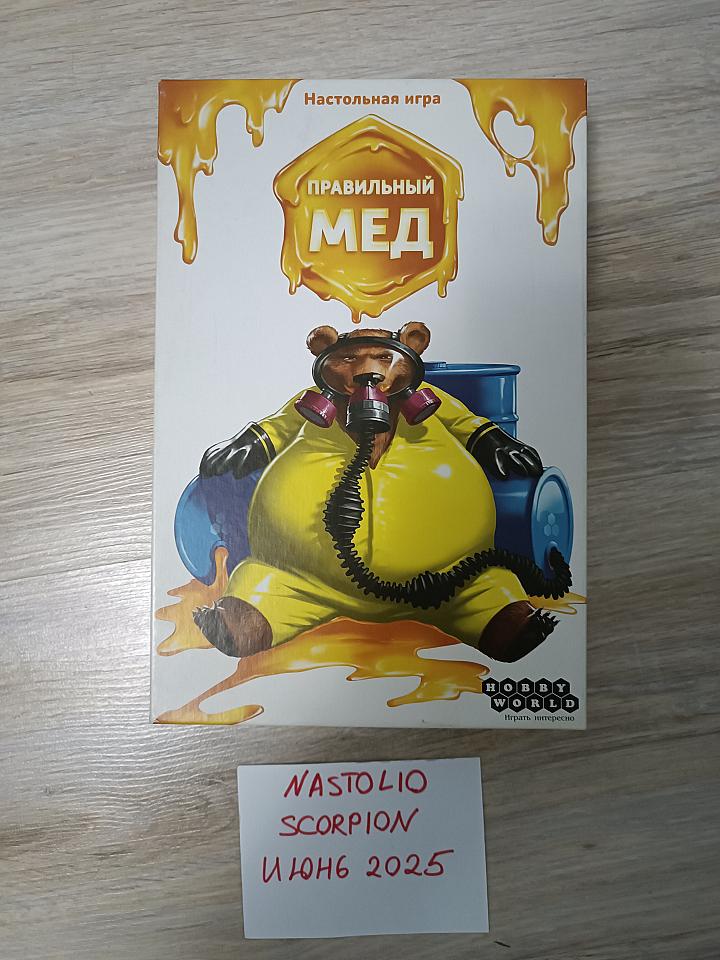 Настольная игра
ПРАВИЛЬНЫЙ
МЕД
HOBBY
WORLD
Играть интересно
NASTOLIO
SCORPION
ИЮНЬ 2025